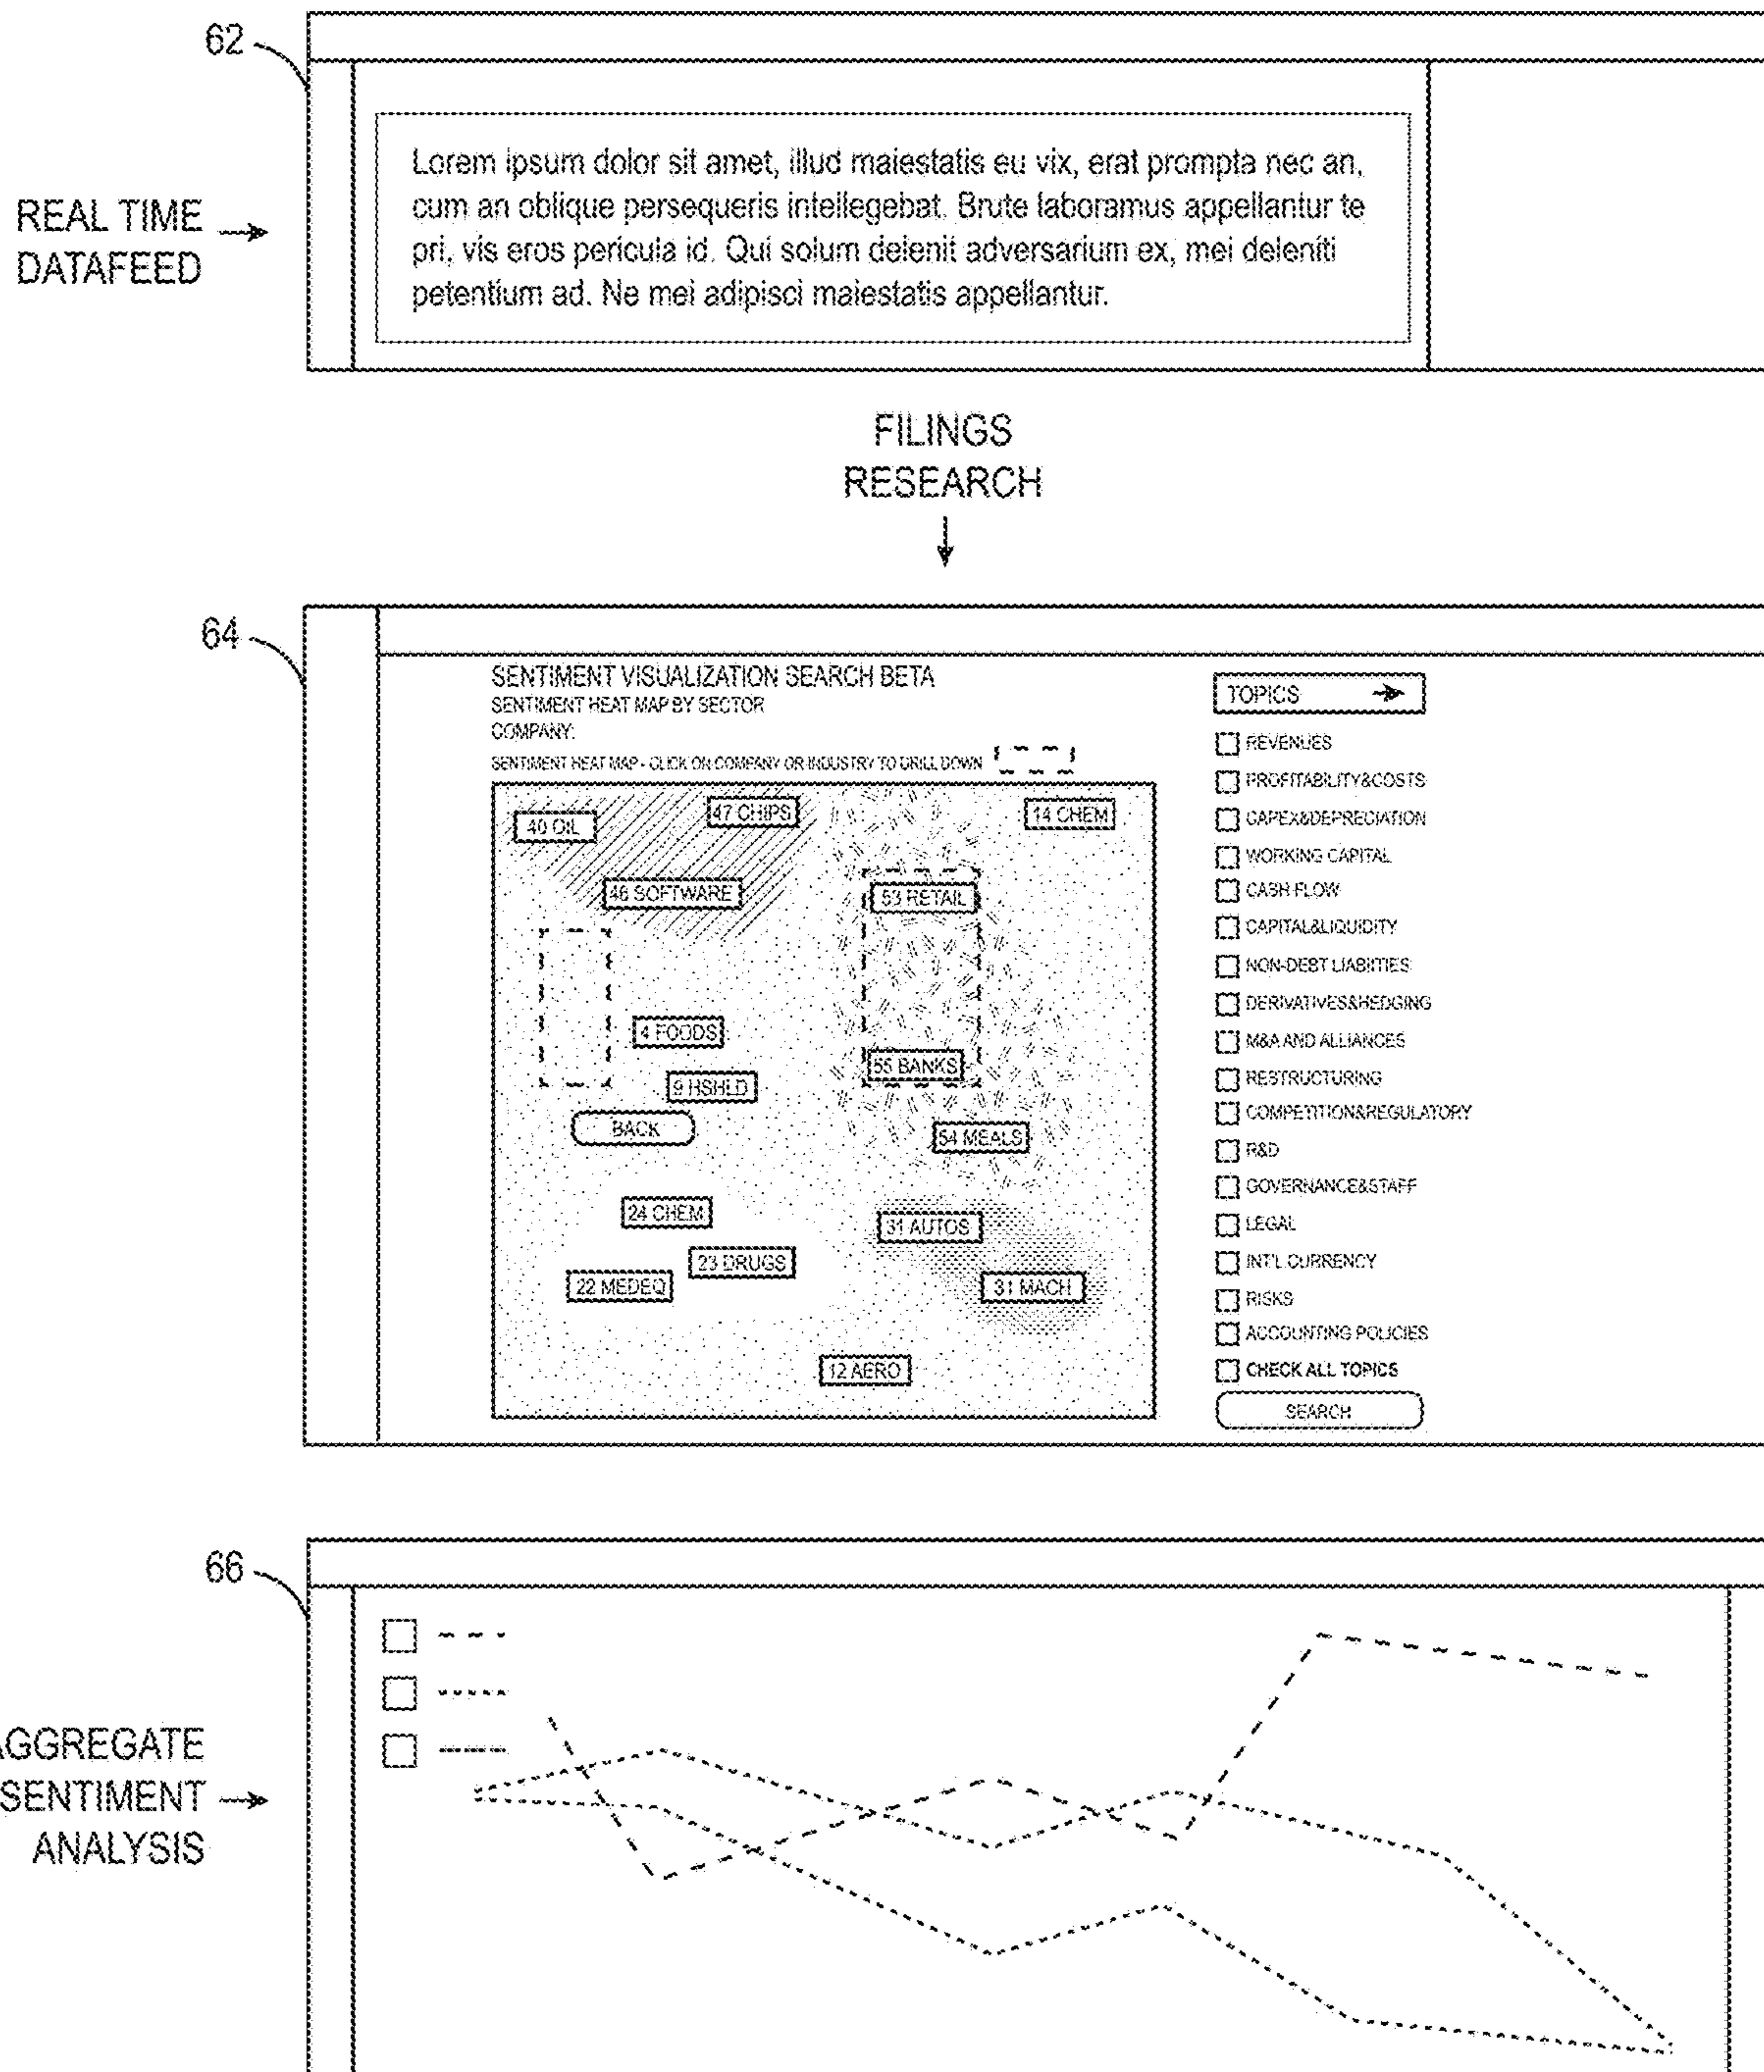 62
REAL TIME
DATAFEED
Lorem ipsum dolor sit amet, illud maiestatis eu vix, erat prompta nec an,
cum an oblique persequeris intellegebat. Brute laboramus appellantur te
pri, vis eros pericula id. Qui solum delenit adversarium ex, mei deleniti
petentium ad. Ne mei adipisci maiestatis appellantur.
FILINGS
RESEARCH
64
SENTIMENT VISUALIZATION SEARCH BETA
SENTIMENT HEAT MAP BY SECTOR
COMPANY:
SENTIMENT HEAT MAP - CLICK ON COMPANY OR INDUSTRY TO DRILL DOWN
40 OIL
47 CHIPS
14 CHEM
48 SOFTWARE
53 RETAIL
4 FOODS
55 BANKS
9 HSHLD
BACK
54 MEALS
24 CHEM
31 AUTOS
23 DRUGS
22 MEDEQ
31 MACH
12 AERO
TOPICS
REVENUES
PROFITABILITY&COSTS
CAPEX&DEPRECIATION
WORKING CAPITAL
CASH FLOW
CAPITAL&LIQUIDITY
NON-DEBT LIABIITIES
DERIVATIVES&HEDGING
M&A AND ALLIANCES
RESTRUCTURING
COMPETITION&REGULATORY
R&D
GOVERNANCE&STAFF
LEGAL
INT'L CURRENCY
RISKS
ACCOUNTING POLICIES
CHECK ALL TOPICS
SEARCH
66
AGGREGATE
SENTIMENT
ANALYSIS